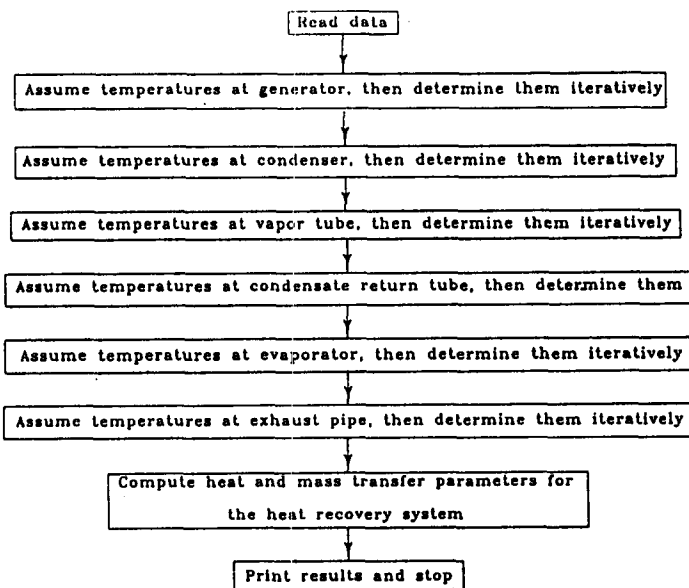 Read data
Assume temperatures at generator, then determine them iteratively
Assume temperatures at condenser, then determine them iteratively
Assume temperatures at vapor tube, then determine them iteratively
Assume temperatures at condensate return tube, then determine them
Assume temperatures at evaporator, then determine them iteratively
Assume temperatures at exhaust pipe, then determine them iteratively
Compute heat and mass transfer parameters for
the heat recovery system
Print results and stop